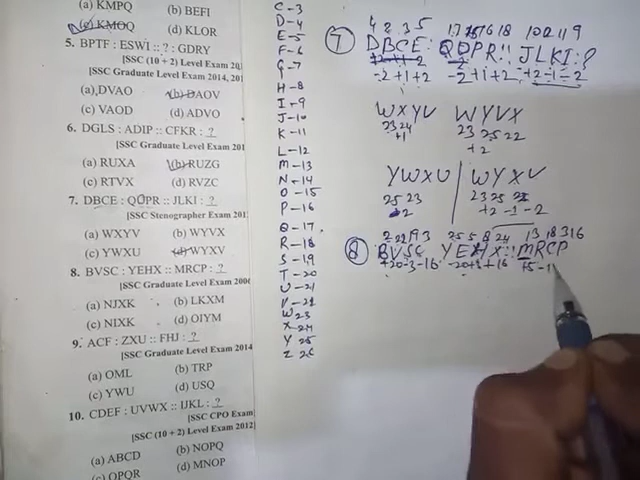 (a) KMPQ (b) BEFI
(c) KMOQ (d) KLOR
5. BPTF : ESWI :: ? : GDRY
[SSC (10 + 2) Level Exam 20
[SSC Graduate Level Exam 2014, 201
(a) DVAO (b) DAOV
(c) VAOD (d) ADVO
6. DGLS : ADIP :: CFKR : ?
[SSC Graduate Level Exam 201
(a) RUXA (b) RUZG
(c) RTVX (d) RVZC
7. DBCE : QOPR :: JLKI : ?
[SSC Stenographer Exam 201
(a) WXYV (b) WYVX
(c) YWXU (d) WYXV
8. BVSC : YEHX :: MRCP : ?
[SSC Graduate Level Exam 2006
(a) NJXK (b) LKXM
(c) NIXK (d) OIYM
9. ACF : ZXU :: FHJ : ?
[SSC Graduate Level Exam 2014
(a) OML (b) TRP
(c) YWU (d) USQ
10. CDEF : UVWX :: IJKL : ?
[SSC CPO Exam
[SSC (10 + 2) Level Exam 2012]
(a) ABCD (b) NOPQ
(c) OPQR (d) MNOP
C-3
D-4
E-5
F-6
G-7
H-8
I-9
J-10
K-11
L-12
M-13
N-14
O-15
P-16
Q-17
R-18
S-19
T-20
U-21
V-22
W 23
X-24
Y 25
Z 26
4 2 3 5
7 DBCE: QOPR:: JLKI:?
-2+1+2 -2+1+2 +2-1-2
WXYV WYVX
23 24 23 25 22
+1 +2
YWXU WYXV
25 23 23 25 24
-2 +2-1-2
8 BVSC YEHX:: MRCP
+20-3-16 -20+3+16 +5-1